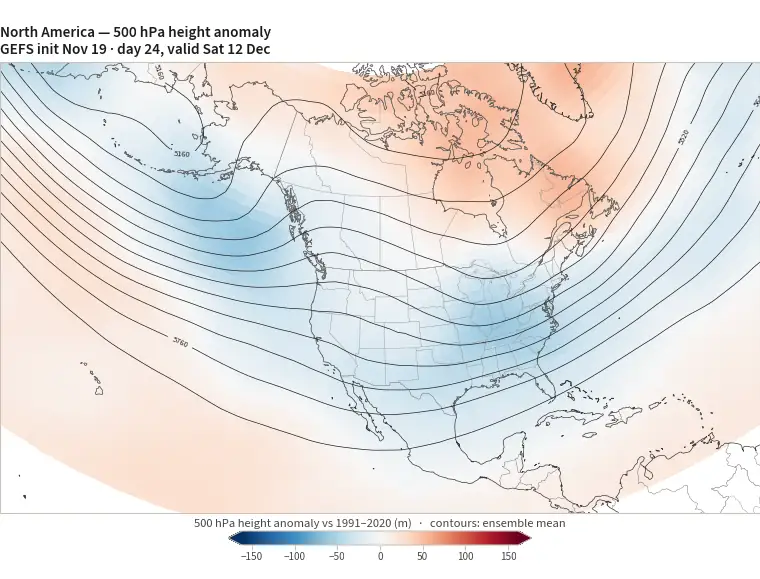 North America — 500 hPa height anomaly
GEFS init Nov 19 · day 24, valid Sat 12 Dec
5160
5160
5160
5520
5760
500 hPa height anomaly vs 1991–2020 (m) · contours: ensemble mean
−150 −100 −50 0 50 100 150